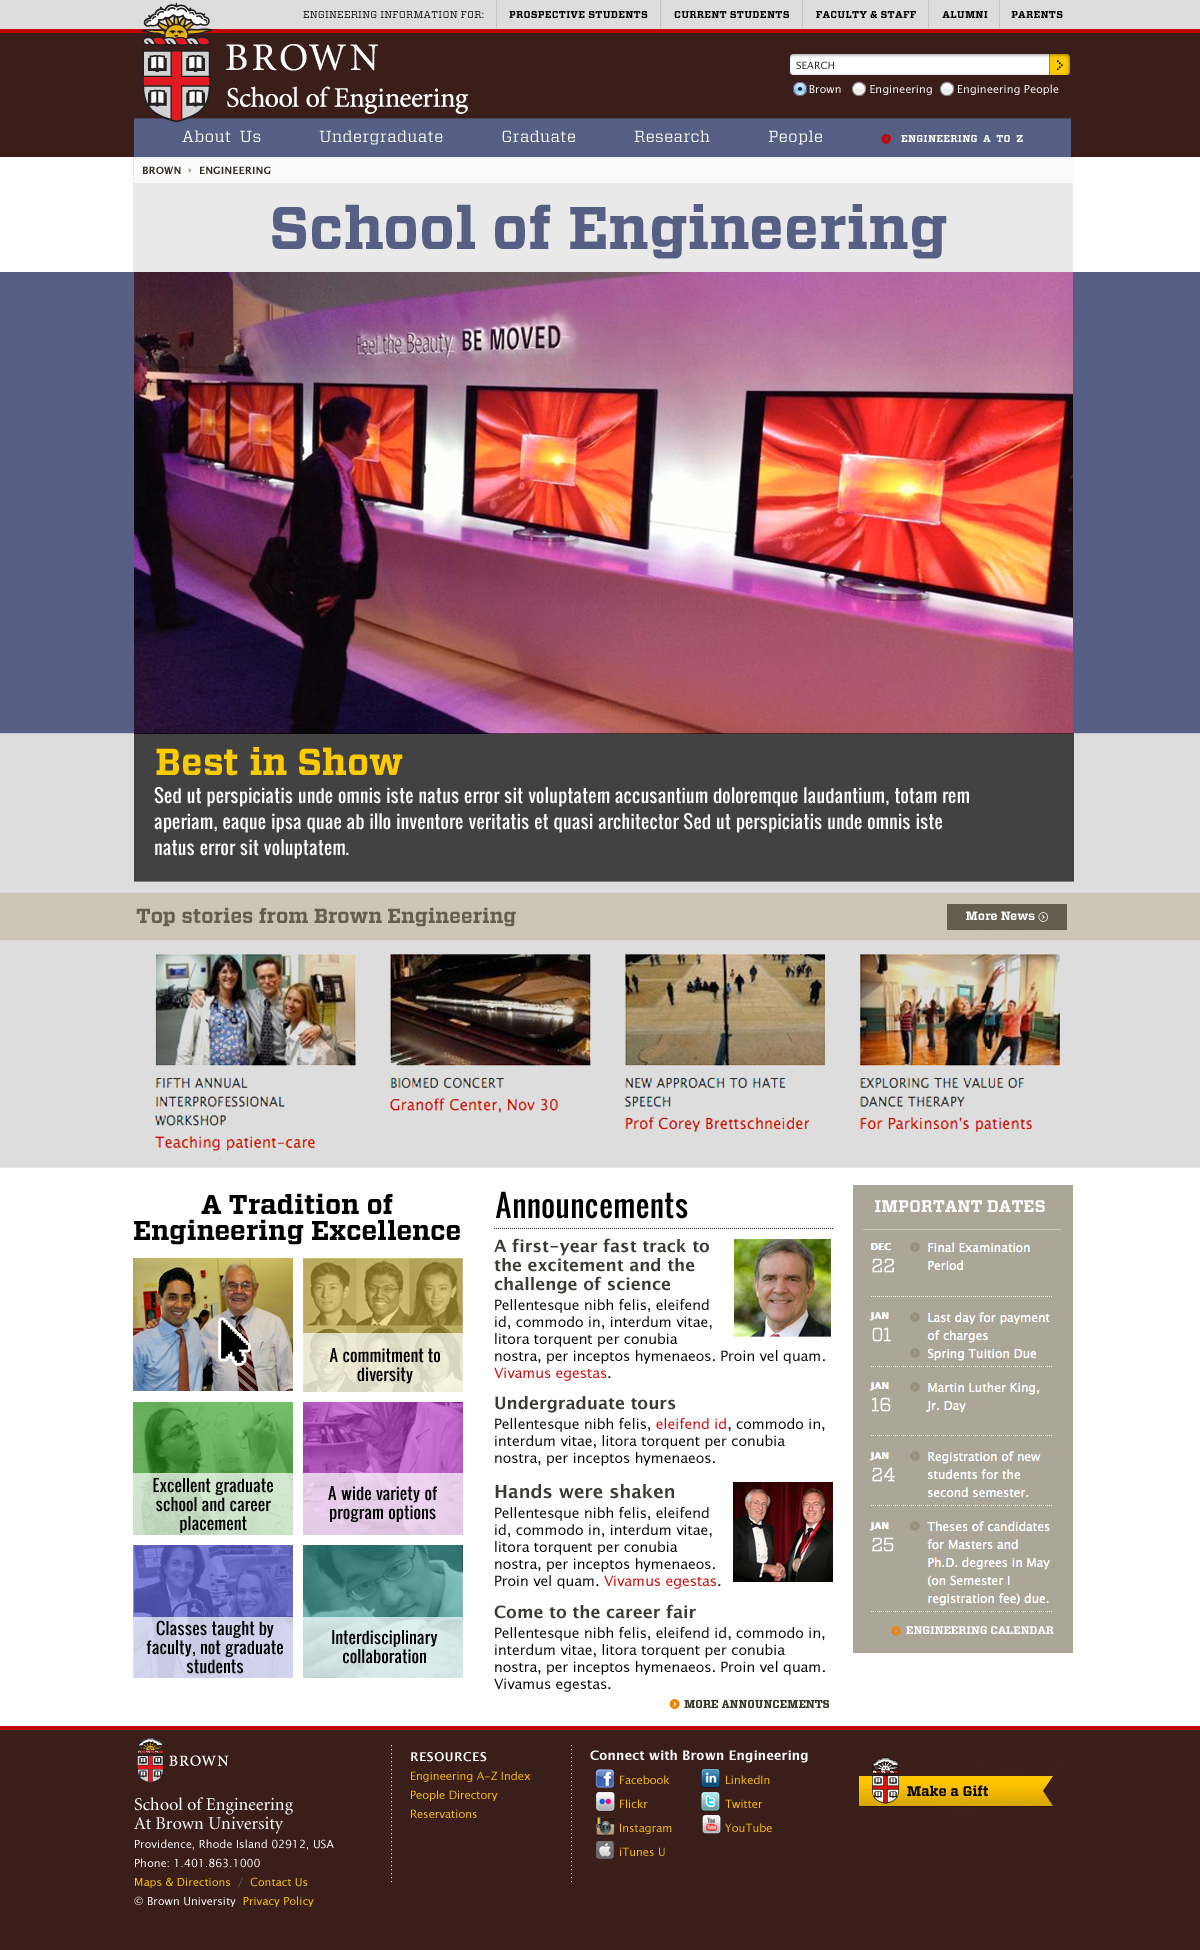 ENGINEERING INFORMATION FOR: PROSPECTIVE STUDENTS CURRENT STUDENTS FACULTY & STAFF ALUMNI PARENTS
BROWN
School of Engineering
SEARCH
Brown Engineering Engineering People
About Us Undergraduate Graduate Research People ENGINEERING A TO Z
BROWN › ENGINEERING
School of Engineering
Feel the Beauty BE MOVED
Best in Show
Sed ut perspiciatis unde omnis iste natus error sit voluptatem accusantium doloremque laudantium, totam rem
aperiam, eaque ipsa quae ab illo inventore veritatis et quasi architector Sed ut perspiciatis unde omnis iste
natus error sit voluptatem.
Top stories from Brown Engineering
More News
FIFTH ANNUAL
INTERPROFESSIONAL
WORKSHOP
Teaching patient-care
BIOMED CONCERT
Granoff Center, Nov 30
NEW APPROACH TO HATE
SPEECH
Prof Corey Brettschneider
EXPLORING THE VALUE OF
DANCE THERAPY
For Parkinson's patients
A Tradition of
Engineering Excellence
A commitment to
diversity
Excellent graduate
school and career
placement
A wide variety of
program options
Classes taught by
faculty, not graduate
students
Interdisciplinary
collaboration
Announcements
A first-year fast track to
the excitement and the
challenge of science
Pellentesque nibh felis, eleifend
id, commodo in, interdum vitae,
litora torquent per conubia
nostra, per inceptos hymenaeos. Proin vel quam.
Vivamus egestas.
Undergraduate tours
Pellentesque nibh felis, eleifend id, commodo in,
interdum vitae, litora torquent per conubia
nostra, per inceptos hymenaeos.
Hands were shaken
Pellentesque nibh felis, eleifend
id, commodo in, interdum vitae,
litora torquent per conubia
nostra, per inceptos hymenaeos.
Proin vel quam. Vivamus egestas.
Come to the career fair
Pellentesque nibh felis, eleifend id, commodo in,
interdum vitae, litora torquent per conubia
nostra, per inceptos hymenaeos. Proin vel quam.
Vivamus egestas.
MORE ANNOUNCEMENTS
IMPORTANT DATES
DEC
22
Final Examination
Period
JAN
01
Last day for payment
of charges
Spring Tuition Due
JAN
16
Martin Luther King,
Jr. Day
JAN
24
Registration of new
students for the
second semester.
JAN
25
Theses of candidates
for Masters and
Ph.D. degrees in May
(on Semester I
registration fee) due.
ENGINEERING CALENDAR
BROWN
School of Engineering
At Brown University
Providence, Rhode Island 02912, USA
Phone: 1.401.863.1000
Maps & Directions / Contact Us
© Brown University Privacy Policy
RESOURCES
Engineering A-Z Index
People Directory
Reservations
Connect with Brown Engineering
Facebook
Flickr
Instagram
iTunes U
LinkedIn
Twitter
YouTube
Make a Gift